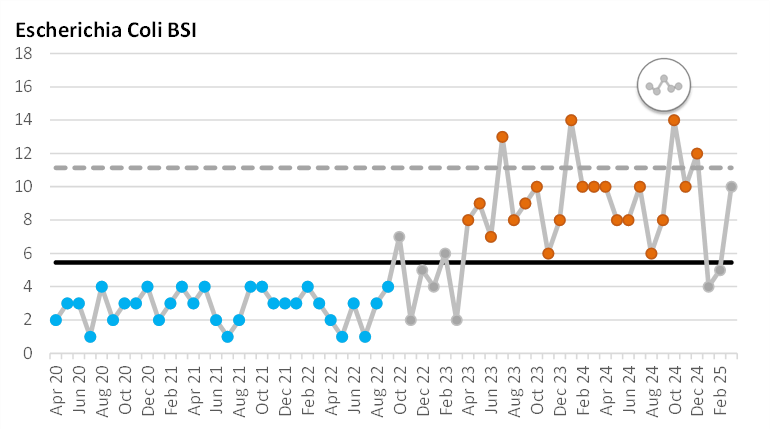 Escherichia Coli BSI
18
16
14
12
10
8
6
4
2
0
Apr 20
Jun 20
Aug 20
Oct 20
Dec 20
Feb 21
Apr 21
Jun 21
Aug 21
Oct 21
Dec 21
Feb 22
Apr 22
Jun 22
Aug 22
Oct 22
Dec 22
Feb 23
Apr 23
Jun 23
Aug 23
Oct 23
Dec 23
Feb 24
Apr 24
Jun 24
Aug 24
Oct 24
Dec 24
Feb 25